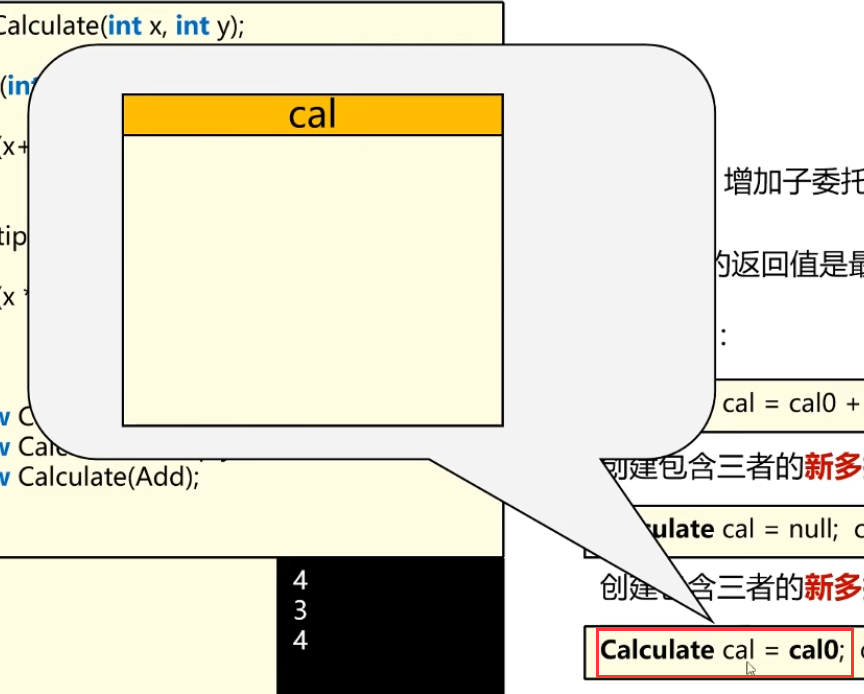 Calculate(int x, int y);
(int
cal
(x+
增加子委托
tip
的返回值是最
(x *
:
cal = cal0 +
w C
w Calc
w Calculate(Add);
创建包含三者的新多
culate cal = null; c
创建包含三者的新多
4
3
4
Calculate cal = cal0; c